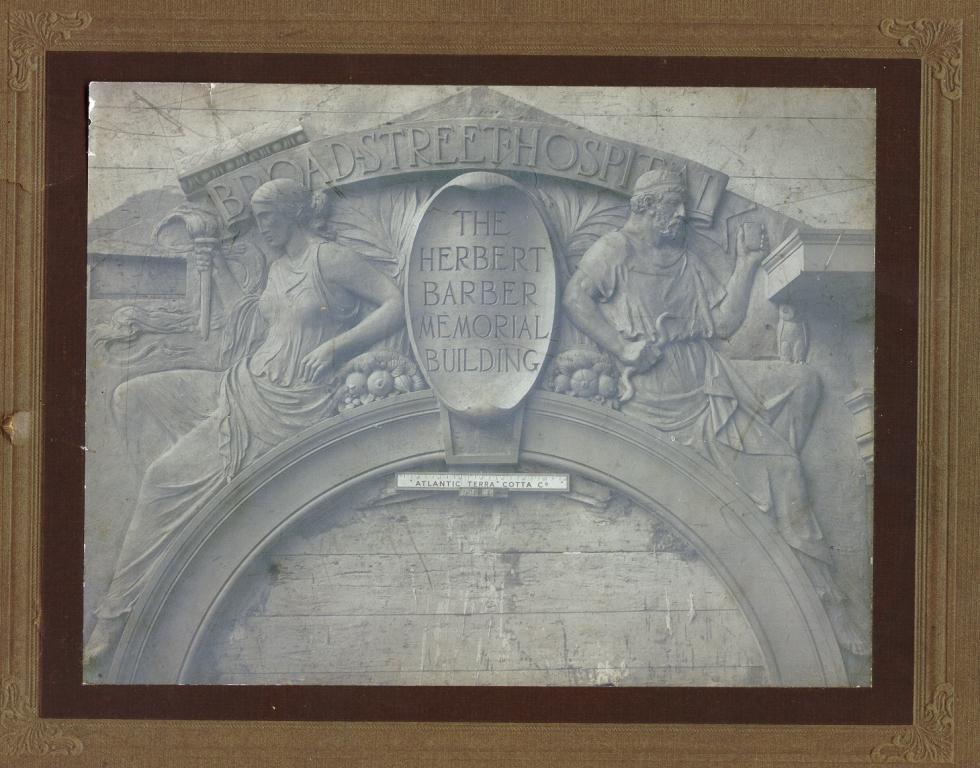 BROAD·STREET·HOSPITAL
THE
HERBERT
BARBER
MEMORIAL
BUILDING
"ATLANTIC TERRA COTTA Cº